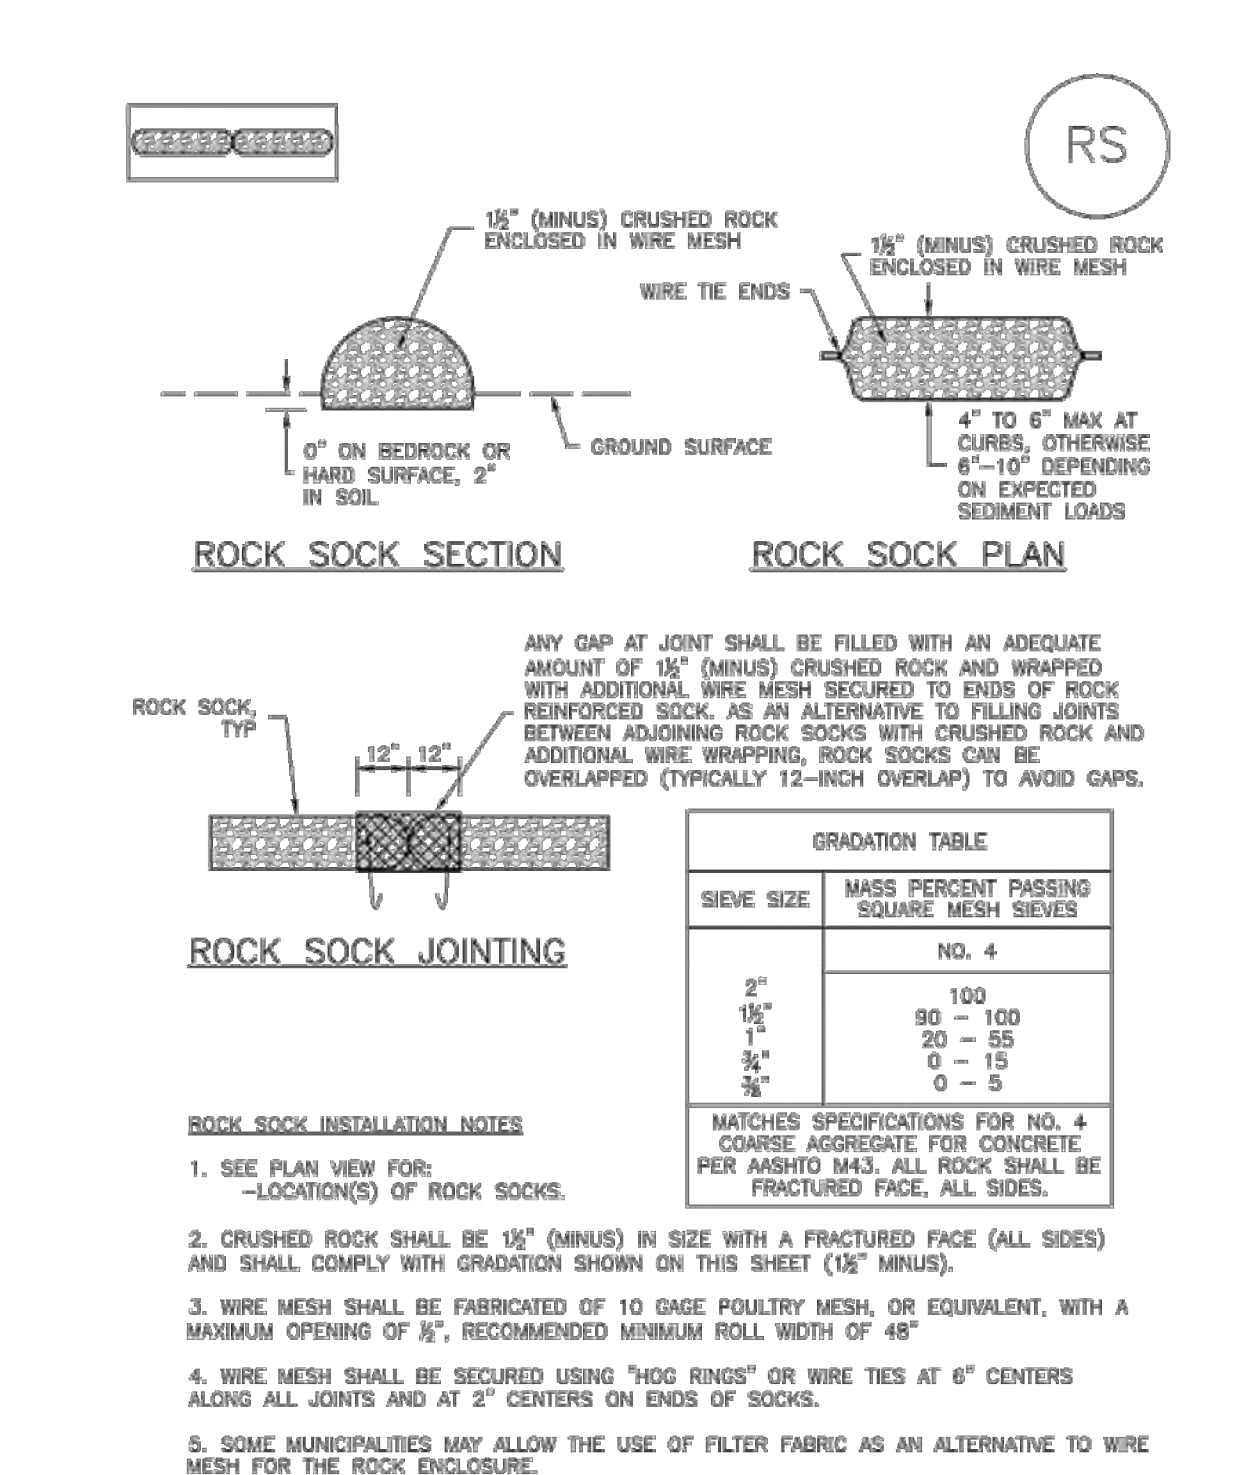 RS
1½" (MINUS) CRUSHED ROCK
ENCLOSED IN WIRE MESH
1½" (MINUS) CRUSHED ROCK
ENCLOSED IN WIRE MESH
WIRE TIE ENDS
GROUND SURFACE
0" ON BEDROCK OR
HARD SURFACE, 2"
IN SOIL
4" TO 6" MAX AT
CURBS, OTHERWISE
6"-10" DEPENDING
ON EXPECTED
SEDIMENT LOADS
ROCK SOCK SECTION
ROCK SOCK PLAN
ANY GAP AT JOINT SHALL BE FILLED WITH AN ADEQUATE
AMOUNT OF 1½" (MINUS) CRUSHED ROCK AND WRAPPED
WITH ADDITIONAL WIRE MESH SECURED TO ENDS OF ROCK
REINFORCED SOCK. AS AN ALTERNATIVE TO FILLING JOINTS
BETWEEN ADJOINING ROCK SOCKS WITH CRUSHED ROCK AND
ADDITIONAL WIRE WRAPPING, ROCK SOCKS CAN BE
OVERLAPPED (TYPICALLY 12-INCH OVERLAP) TO AVOID GAPS.
ROCK SOCK,
TYP
12" 12"
ROCK SOCK JOINTING
GRADATION TABLE
SIEVE SIZE
MASS PERCENT PASSING
SQUARE MESH SIEVES
NO. 4
2" 100
1½" 90 - 100
1" 20 - 55
¾" 0 - 15
⅜" 0 - 5
MATCHES SPECIFICATIONS FOR NO. 4
COARSE AGGREGATE FOR CONCRETE
PER AASHTO M43. ALL ROCK SHALL BE
FRACTURED FACE, ALL SIDES.
ROCK SOCK INSTALLATION NOTES
1. SEE PLAN VIEW FOR:
-LOCATION(S) OF ROCK SOCKS.
2. CRUSHED ROCK SHALL BE 1½" (MINUS) IN SIZE WITH A FRACTURED FACE (ALL SIDES)
AND SHALL COMPLY WITH GRADATION SHOWN ON THIS SHEET (1½" MINUS).
3. WIRE MESH SHALL BE FABRICATED OF 10 GAGE POULTRY MESH, OR EQUIVALENT, WITH A
MAXIMUM OPENING OF ½", RECOMMENDED MINIMUM ROLL WIDTH OF 48"
4. WIRE MESH SHALL BE SECURED USING "HOG RINGS" OR WIRE TIES AT 6" CENTERS
ALONG ALL JOINTS AND AT 2" CENTERS ON ENDS OF SOCKS.
5. SOME MUNICIPALITIES MAY ALLOW THE USE OF FILTER FABRIC AS AN ALTERNATIVE TO WIRE
MESH FOR THE ROCK ENCLOSURE.